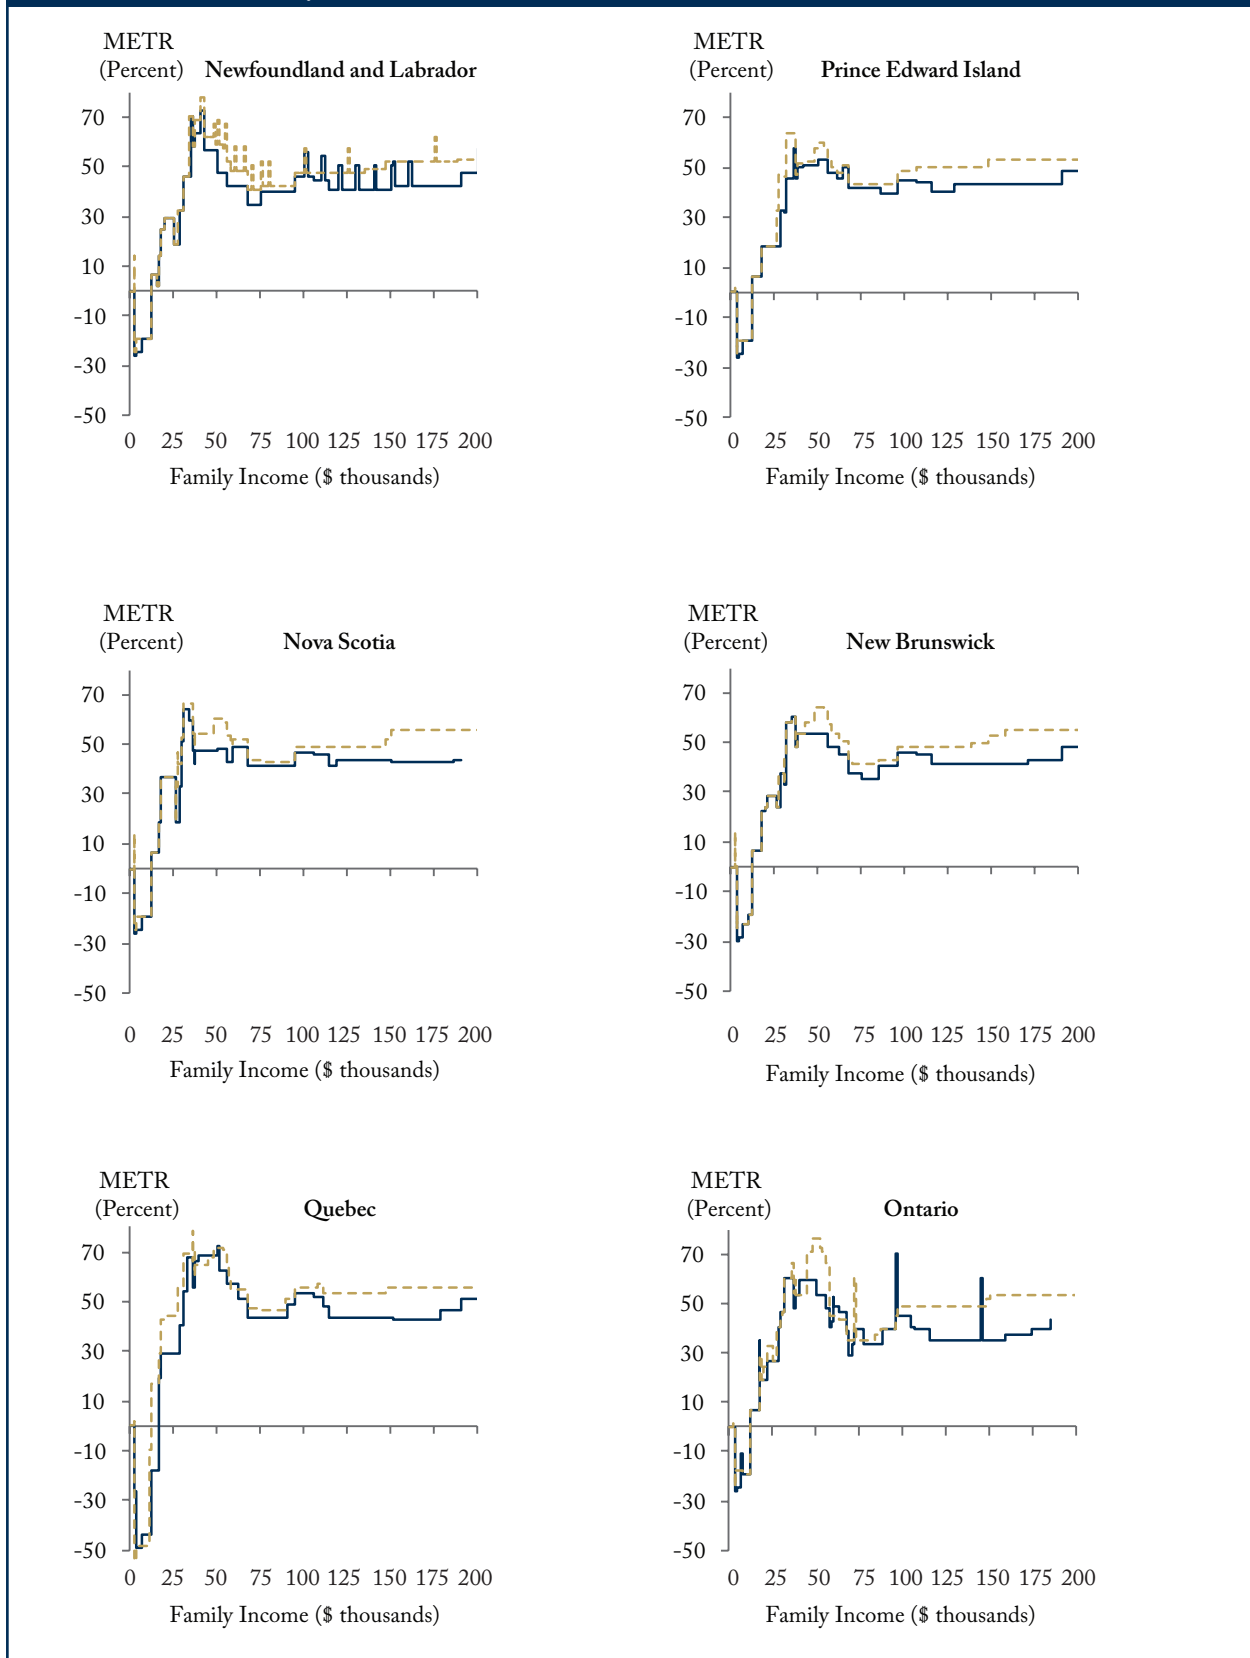 METR
(Percent)
Newfoundland and Labrador
70
50
30
10
-10
-30
-50
0 25 50 75 100 125 150 175 200
Family Income ($ thousands)
METR
(Percent)
Prince Edward Island
70
50
30
10
-10
-30
-50
0 25 50 75 100 125 150 175 200
Family Income ($ thousands)
METR
(Percent)
Nova Scotia
70
50
30
10
-10
-30
-50
0 25 50 75 100 125 150 175 200
Family Income ($ thousands)
METR
(Percent)
New Brunswick
70
50
30
10
-10
-30
-50
0 25 50 75 100 125 150 175 200
Family Income ($ thousands)
METR
(Percent)
Quebec
70
50
30
10
-10
-30
-50
0 25 50 75 100 125 150 175 200
Family Income ($ thousands)
METR
(Percent)
Ontario
70
50
30
10
-10
-30
-50
0 25 50 75 100 125 150 175 200
Family Income ($ thousands)